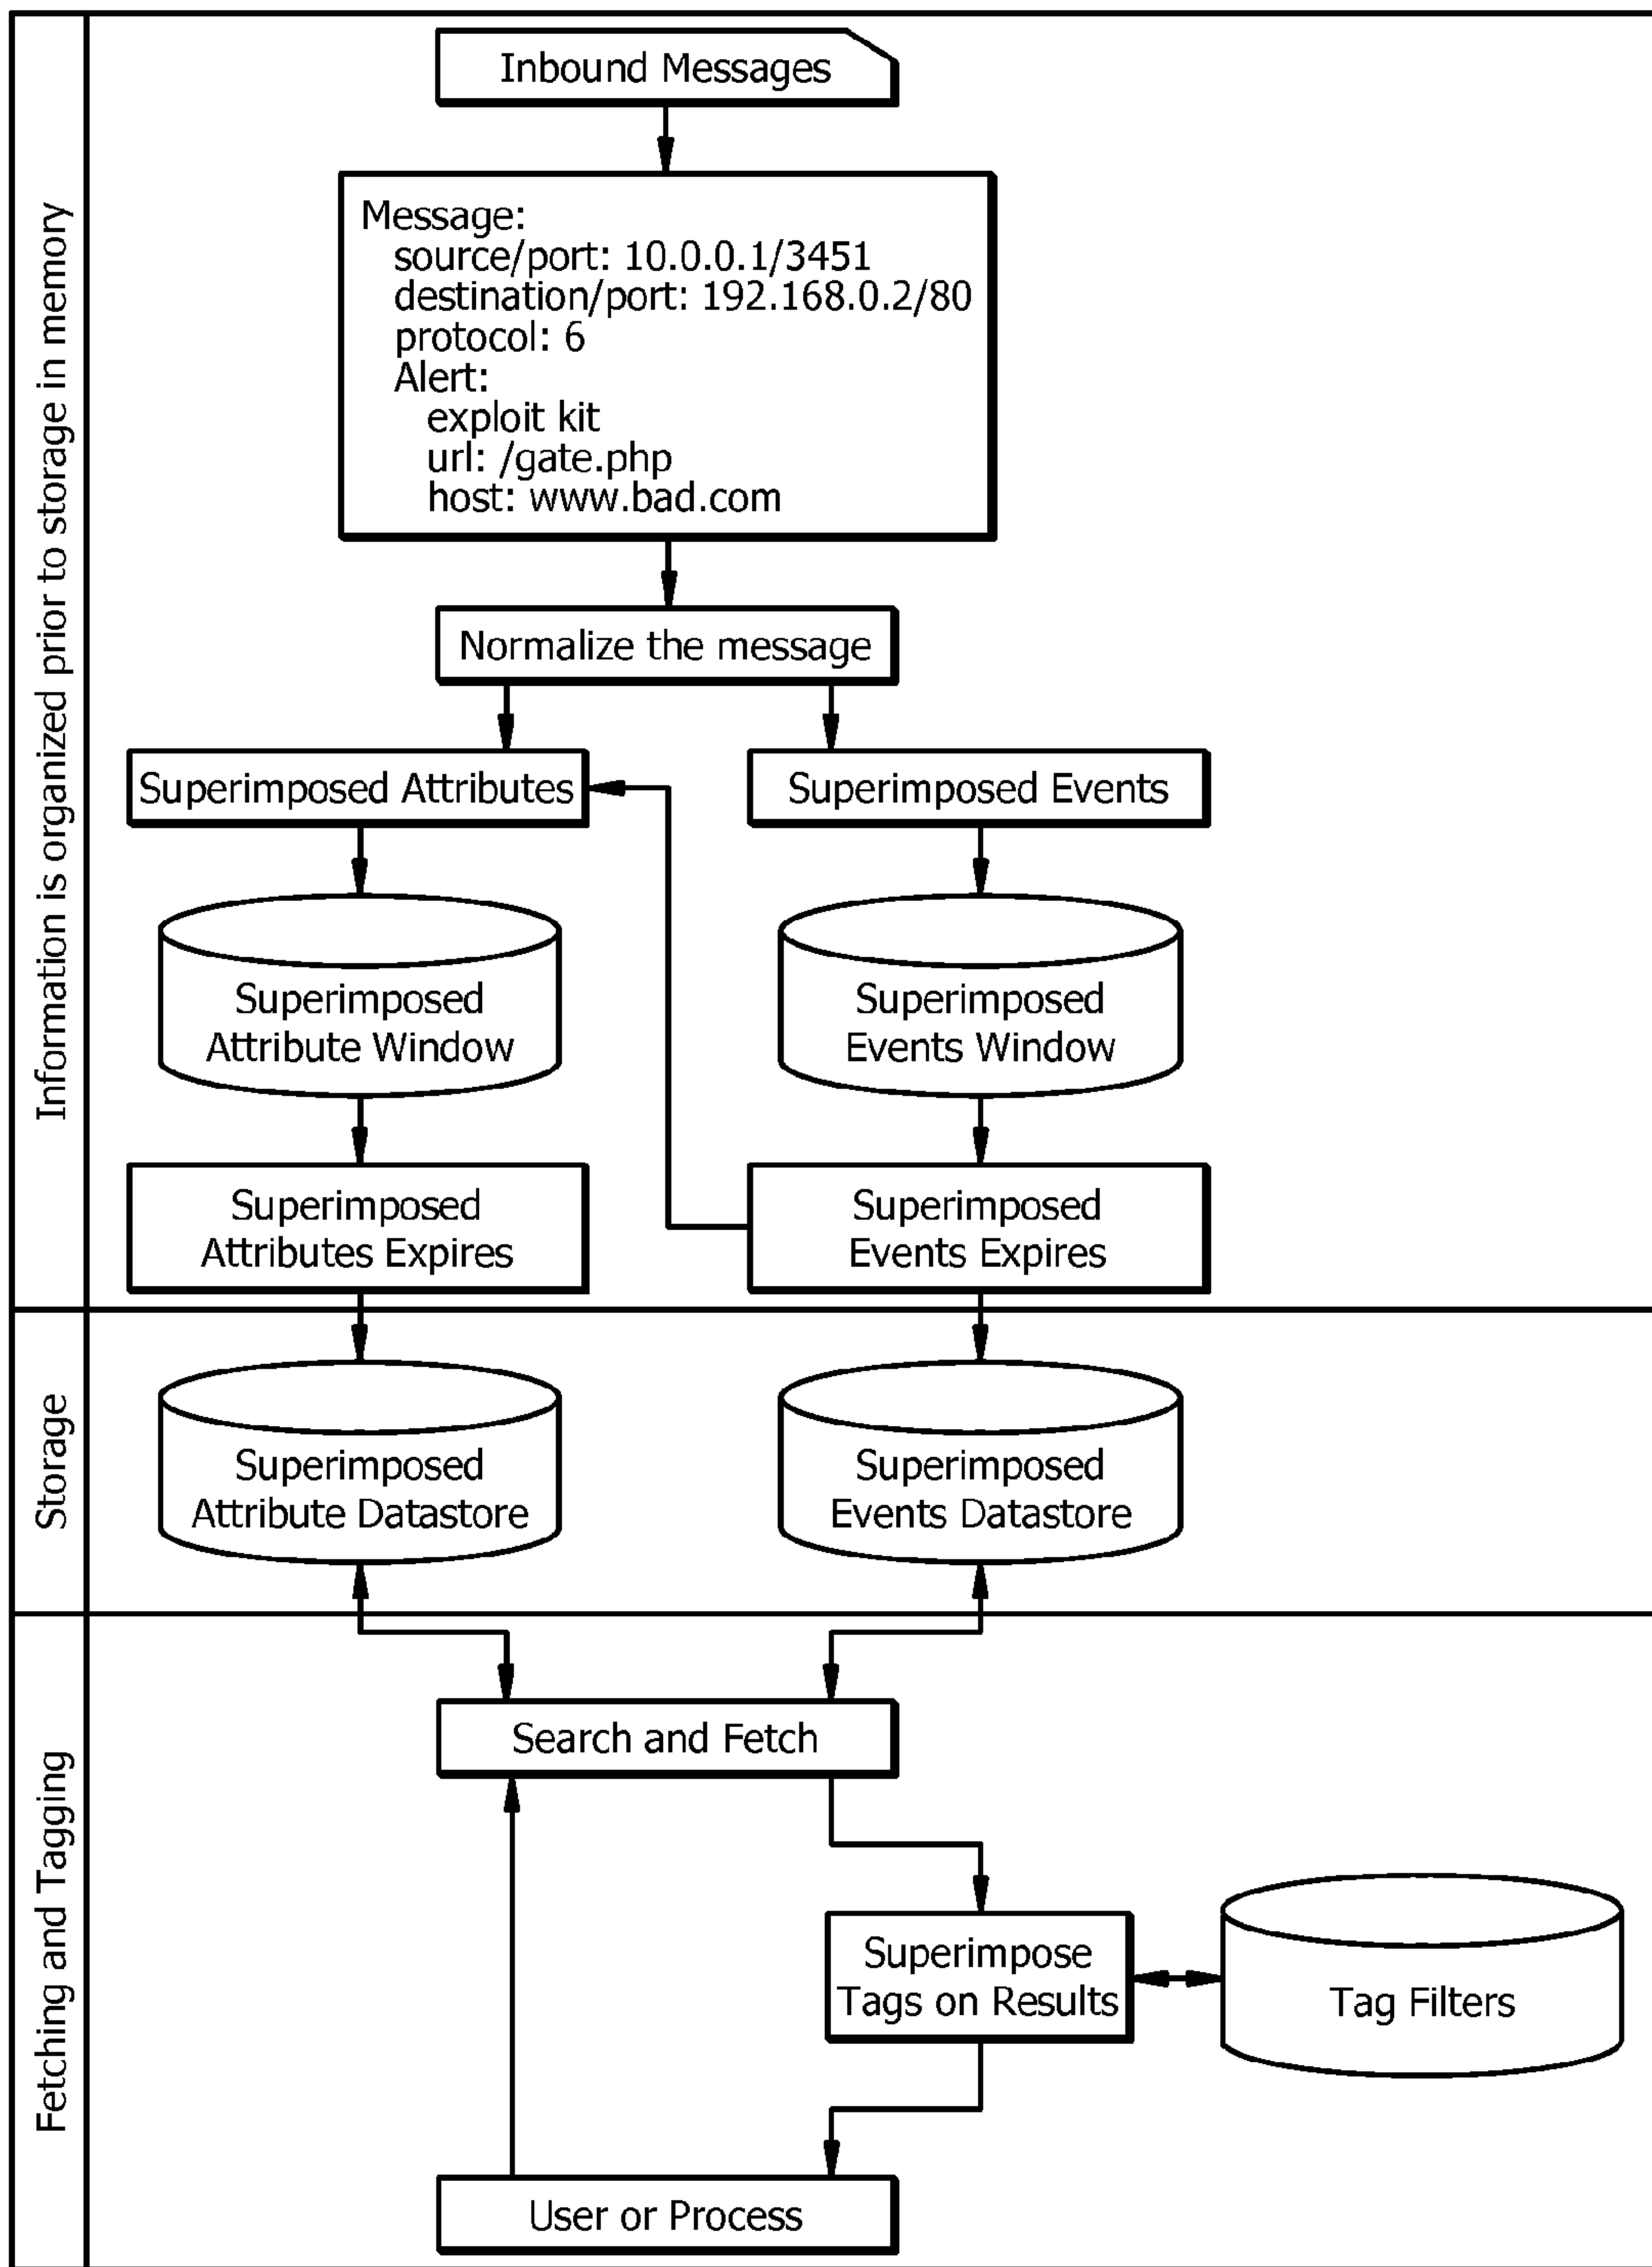 Information is organized prior to storage in memory
Inbound Messages
Message:
source/port: 10.0.0.1/3451
destination/port: 192.168.0.2/80
protocol: 6
Alert:
exploit kit
url: /gate.php
host: www.bad.com
Normalize the message
Superimposed Attributes
Superimposed Events
Superimposed
Attribute Window
Superimposed
Events Window
Superimposed
Attributes Expires
Superimposed
Events Expires
Storage
Superimposed
Attribute Datastore
Superimposed
Events Datastore
Fetching and Tagging
Search and Fetch
Superimpose
Tags on Results
Tag Filters
User or Process